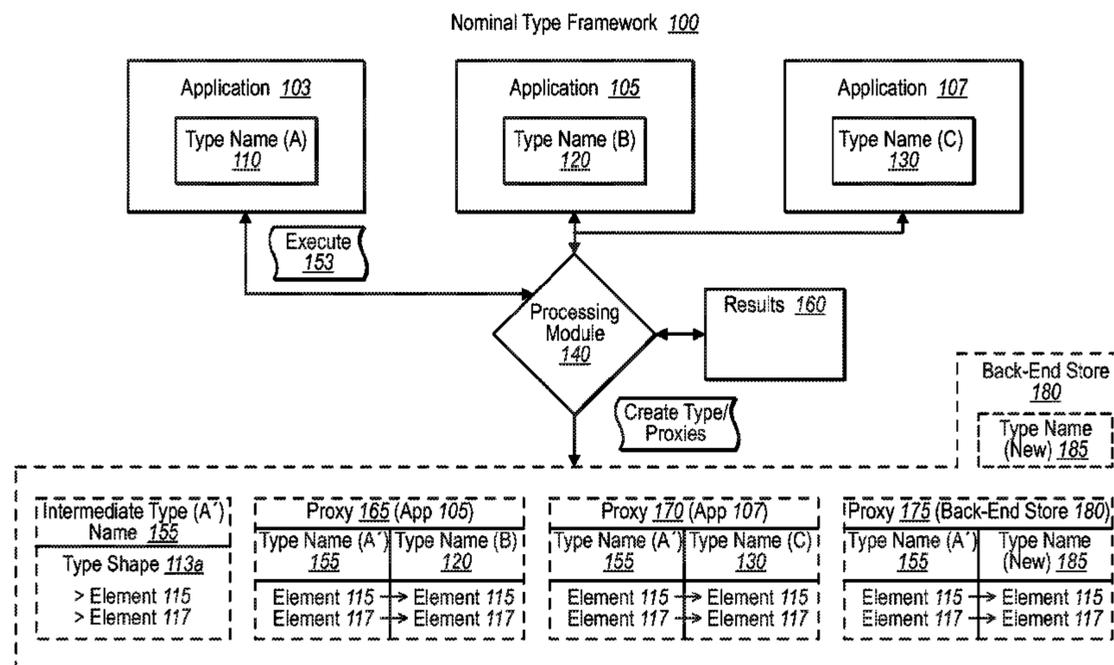 Nominal Type Framework 100
Application 103
Type Name (A)
110
Application 105
Type Name (B)
120
Application 107
Type Name (C)
130
Execute
153
Processing
Module
140
Results 160
Create Type/
Proxies
Back-End Store
180
Type Name
(New) 185
Intermediate Type (A´)
Name 155
Type Shape 113a
> Element 115
> Element 117
Proxy 165 (App 105)
Type Name (A´) Type Name (B)
155 120
Element 115 → Element 115
Element 117 → Element 117
Proxy 170 (App 107)
Type Name (A´) Type Name (C)
155 130
Element 115 → Element 115
Element 117 → Element 117
Proxy 175 (Back-End Store 180)
Type Name (A´) Type Name
155 (New) 185
Element 115 → Element 115
Element 117 → Element 117